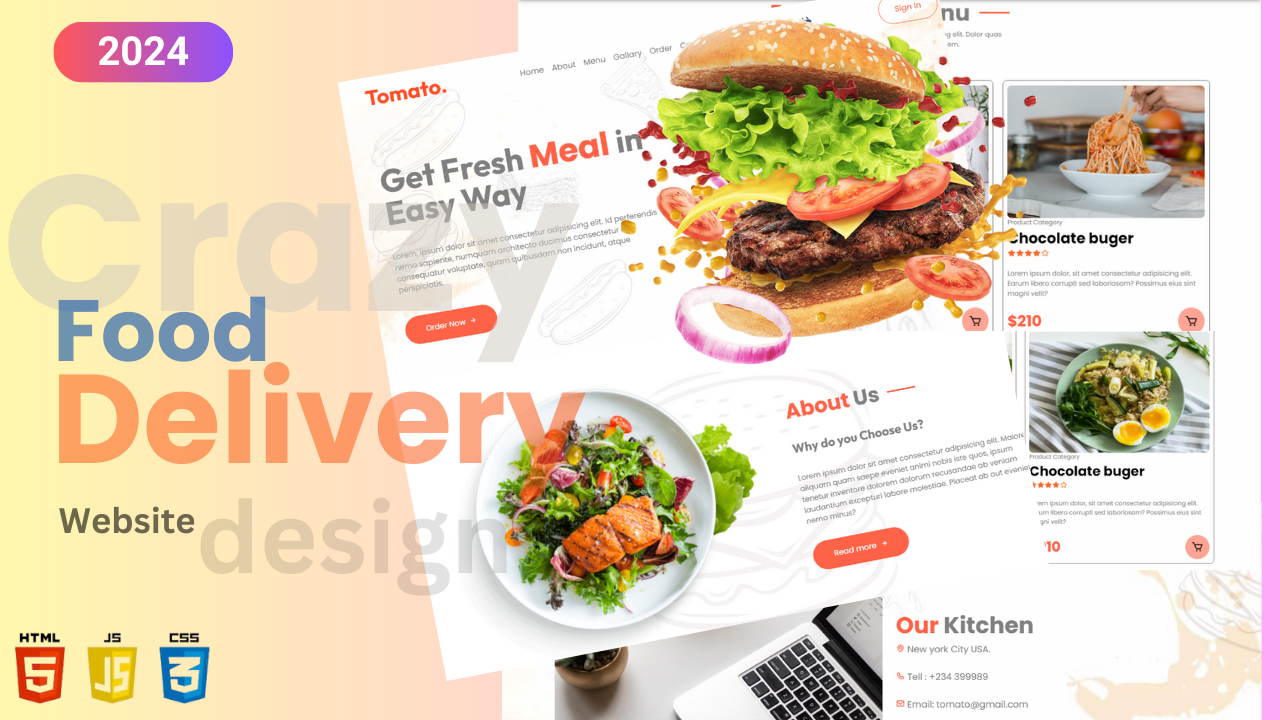 2024
Crazy
Food
Delivery
Website
design
HTML
JS
CSS
5
JS
3
Tomato.
Home About Menu Gallary Order
Sign In
Get Fresh Meal in
Easy Way
Lorem, ipsum dolor sit amet consectetur adipisicing elit. Id perferendis
nemo sapiente, numquam architecto ducimus consectetur
consequatur voluptate, quam quibusdam non incidunt, atque
perspiciatis.
Order Now
nu
elit. Dolor quas
Product Category
Chocolate buger
Lorem ipsum dolor, sit amet consectetur adipisicing elit.
Earum libero corrupti sed laboriosam? Possimus eius sint
magni velit?
$210
About Us
Why do you Choose Us?
Lorem ipsum dolor sit amet consectetur adipisicing elit. Maiore
aliquam quam saepe eveniet animi nobis iste quos, ipsum
tenetur inventore dolorem dolorum recusandae ab veniam
laudantium excepturi labore molestiae. Placeat ab aut eveniet
nemo minus?
Read more
Product Category
Chocolate buger
ipsum dolor, sit amet consectetur adipisicing elit.
libero corrupti sed laboriosam? Possimus eius sint
velit?
10
Our Kitchen
New york City USA.
Tell : +234 399989
Email: tomato@gmail.com